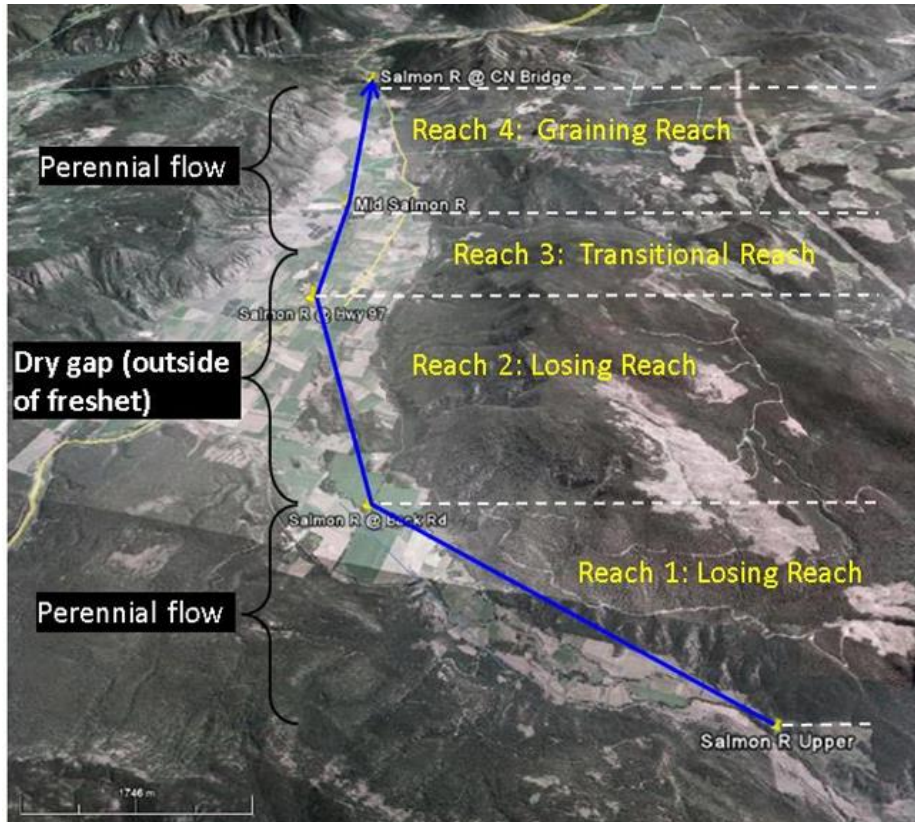 Salmon R @ CN Bridge
Reach 4: Graining Reach
Perennial flow
Mid Salmon R
Reach 3: Transitional Reach
Salmon R @ Hwy 97
Dry gap (outside
of freshet)
Reach 2: Losing Reach
Salmon R @ Back Rd
Reach 1: Losing Reach
Perennial flow
Salmon R Upper
1746 m